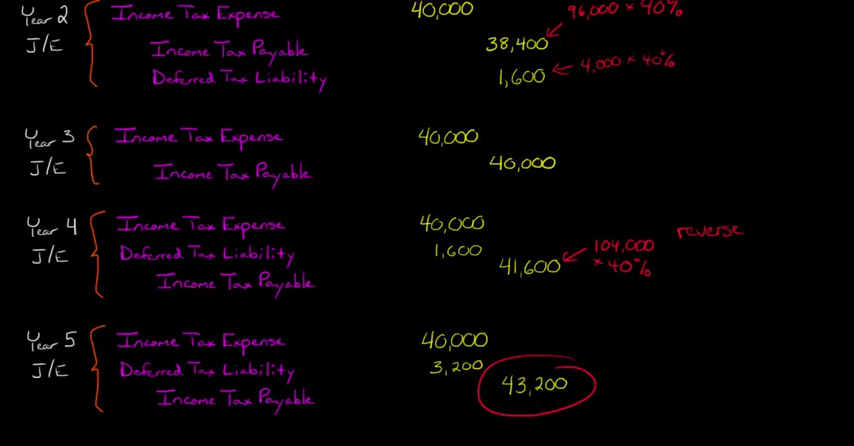 Year 2 Income Tax Expense 40,000 96,000 × 40%
J/E Income Tax Payable 38,400
Deferred Tax Liability 1,600 4,000 × 40%
Year 3 Income Tax Expense 40,000
J/E Income Tax Payable 40,000
Year 4 Income Tax Expense 40,000 reverse
J/E Deferred Tax Liability 1,600 104,000
Income Tax Payable 41,600 × 40%
Year 5 Income Tax Expense 40,000
J/E Deferred Tax Liability 3,200
Income Tax Payable 43,200